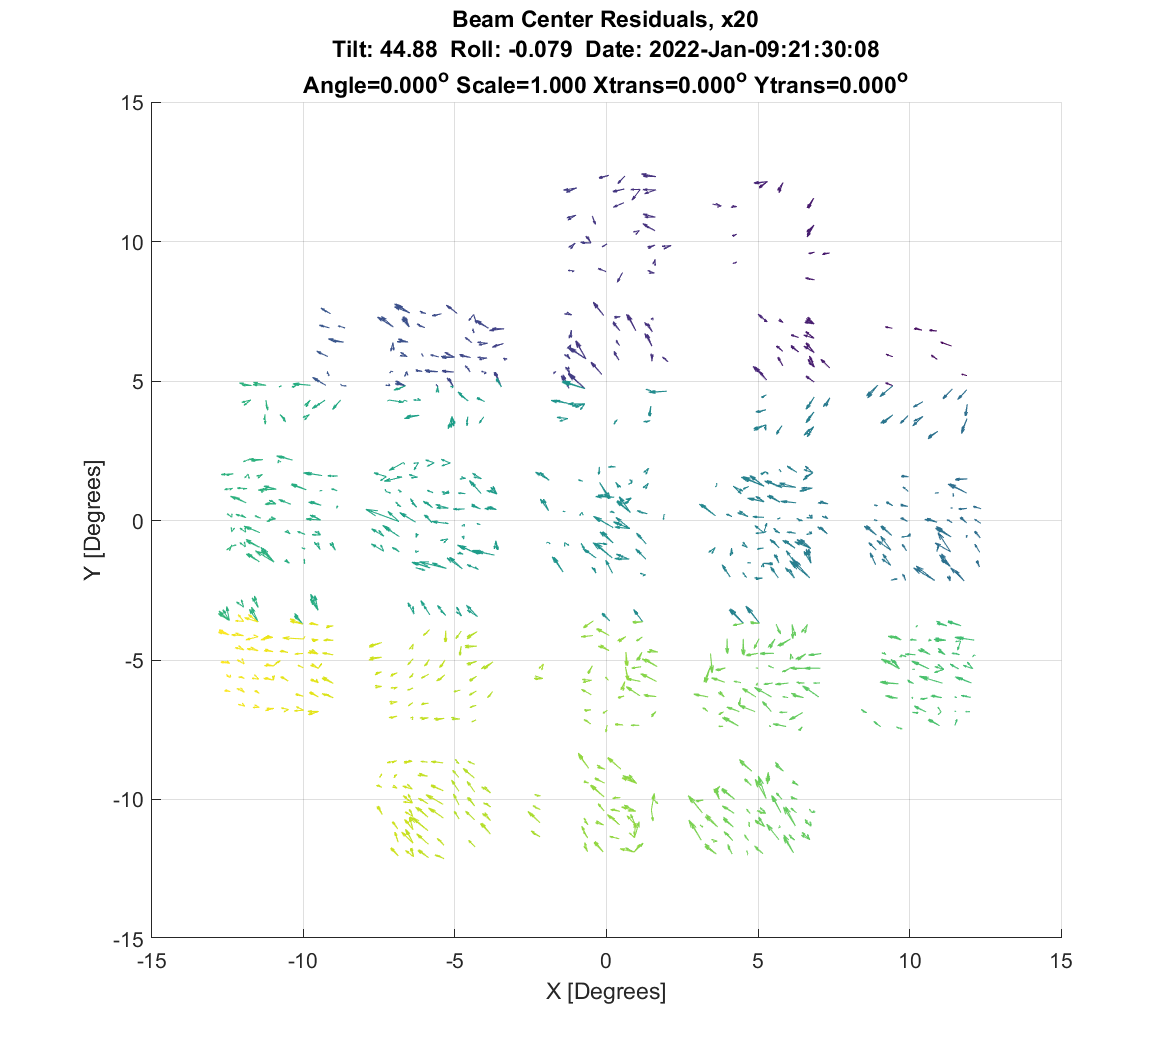 Beam Center Residuals, x20
Tilt: 44.88 Roll: -0.079 Date: 2022-Jan-09:21:30:08
Angle=0.000° Scale=1.000 Xtrans=0.000° Ytrans=0.000°
15
10
5
0
-5
-10
-15
Y [Degrees]
-15 -10 -5 0 5 10 15
X [Degrees]